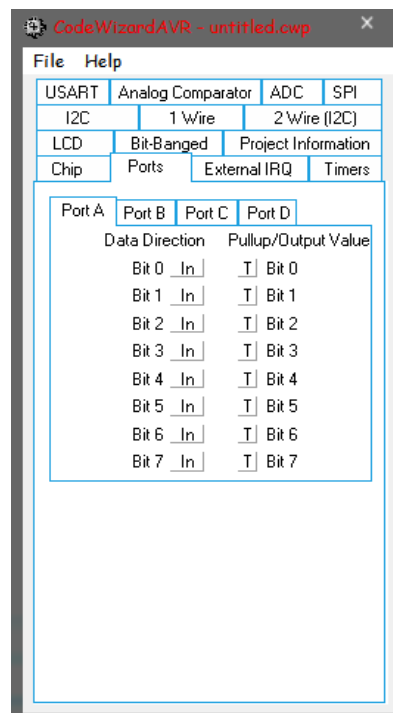 CodeWizardAVR - untitled.cwp ×
File Help
USART Analog Comparator ADC SPI
I2C 1 Wire 2 Wire (I2C)
LCD Bit-Banged Project Information
Chip Ports External IRQ Timers
Port A Port B Port C Port D
Data Direction Pullup/Output Value
Bit 0 In T Bit 0
Bit 1 In T Bit 1
Bit 2 In T Bit 2
Bit 3 In T Bit 3
Bit 4 In T Bit 4
Bit 5 In T Bit 5
Bit 6 In T Bit 6
Bit 7 In T Bit 7